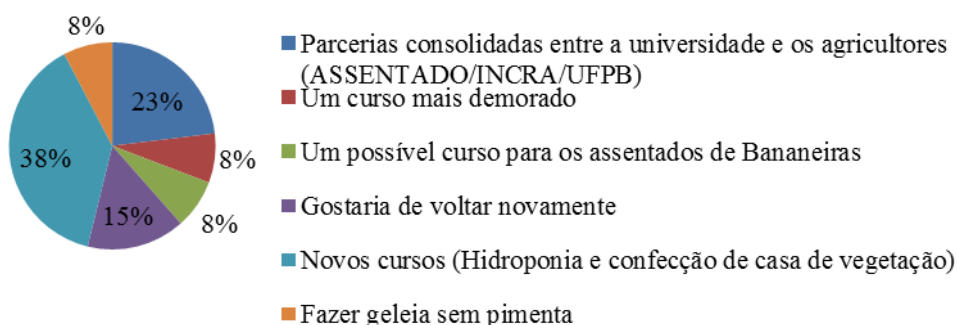 8%
23%
8%
8%
15%
38%
Parcerias consolidadas entre a universidade e os agricultores
(ASSENTADO/INCRA/UFPB)
Um curso mais demorado
Um possível curso para os assentados de Bananeiras
Gostaria de voltar novamente
Novos cursos (Hidroponia e confecção de casa de vegetação)
Fazer geleia sem pimenta